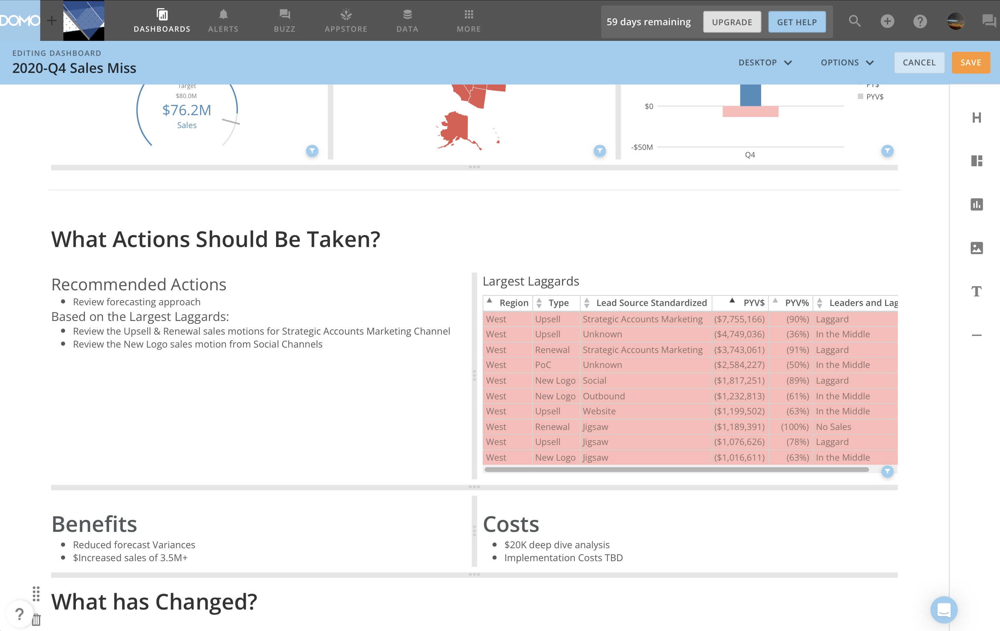 DOMO
DASHBOARDS
ALERTS
BUZZ
APPSTORE
DATA
MORE
59 days remaining
UPGRADE
GET HELP
EDITING DASHBOARD
2020-Q4 Sales Miss
DESKTOP
OPTIONS
CANCEL
SAVE
Target
$80.0M
$76.2M
Sales
$0
-$50M
Q4
PY$
PYV$
H
T
What Actions Should Be Taken?
Recommended Actions
• Review forecasting approach
Based on the Largest Laggards:
• Review the Upsell & Renewal sales motions for Strategic Accounts Marketing Channel
• Review the New Logo sales motion from Social Channels
Largest Laggards
Region Type Lead Source Standardized PYV$ PYV% Leaders and Lag
West Upsell Strategic Accounts Marketing ($7,755,166) (90%) Laggard
West Upsell Unknown ($4,749,036) (36%) In the Middle
West Renewal Strategic Accounts Marketing ($3,743,061) (91%) Laggard
West PoC Unknown ($2,584,227) (50%) In the Middle
West New Logo Social ($1,817,251) (89%) Laggard
West New Logo Outbound ($1,232,813) (61%) In the Middle
West Upsell Website ($1,199,502) (63%) In the Middle
West Renewal Jigsaw ($1,189,391) (100%) No Sales
West Upsell Jigsaw ($1,076,626) (78%) Laggard
West New Logo Jigsaw ($1,016,611) (63%) In the Middle
Benefits
• Reduced forecast Variances
• $Increased sales of 3.5M+
Costs
• $20K deep dive analysis
• Implementation Costs TBD
What has Changed?
?